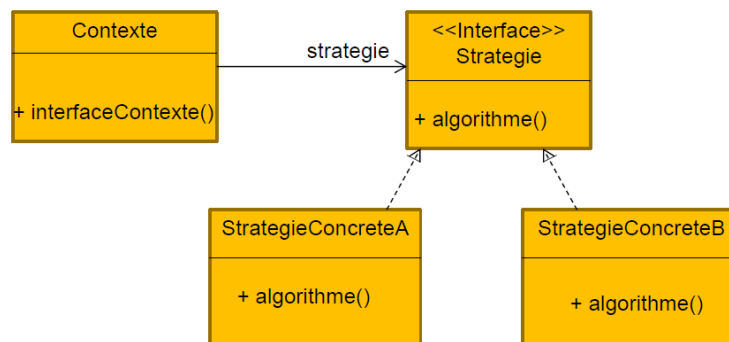 Contexte
+ interfaceContexte()
strategie
<<Interface>>
Strategie
+ algorithme()
StrategieConcreteA
+ algorithme()
StrategieConcreteB
+ algorithme()